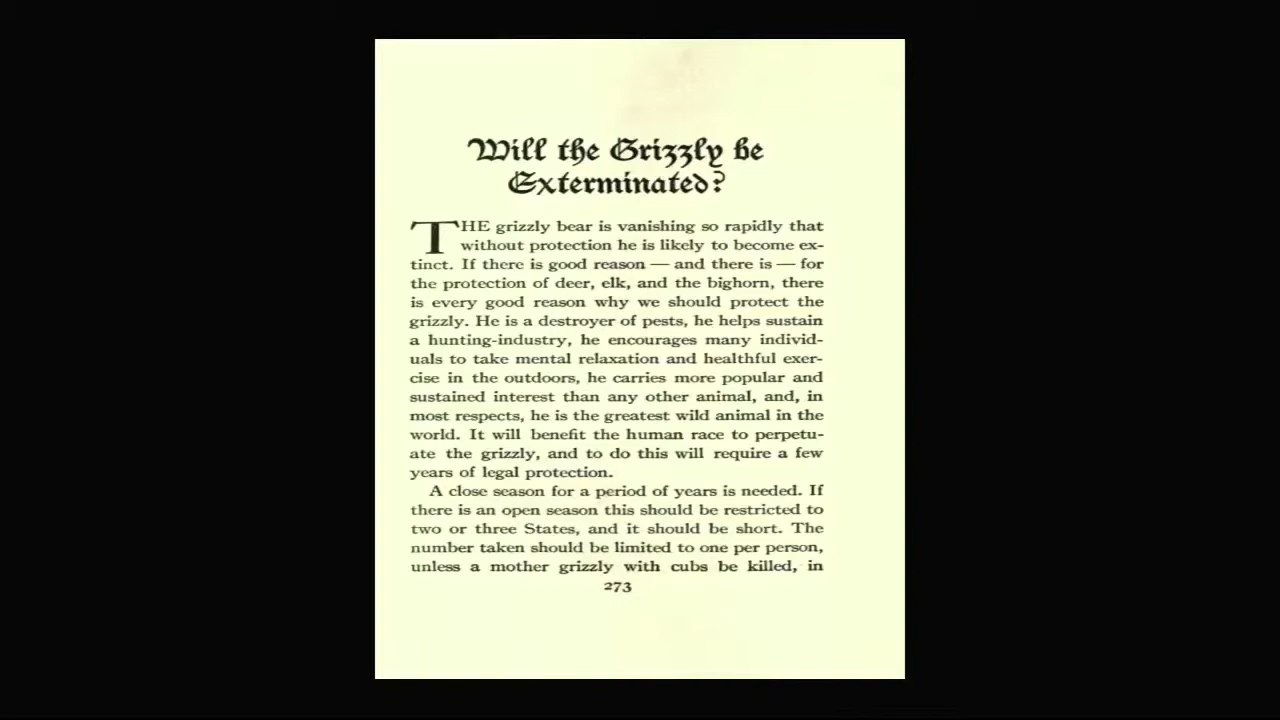 Will the Grizzly be
Exterminated?
THE grizzly bear is vanishing so rapidly that
without protection he is likely to become ex-
tinct. If there is good reason — and there is — for
the protection of deer, elk, and the bighorn, there
is every good reason why we should protect the
grizzly. He is a destroyer of pests, he helps sustain
a hunting-industry, he encourages many individ-
uals to take mental relaxation and healthful exer-
cise in the outdoors, he carries more popular and
sustained interest than any other animal, and, in
most respects, he is the greatest wild animal in the
world. It will benefit the human race to perpetu-
ate the grizzly, and to do this will require a few
years of legal protection.
A close season for a period of years is needed. If
there is an open season this should be restricted to
two or three States, and it should be short. The
number taken should be limited to one per person,
unless a mother grizzly with cubs be killed, in
273